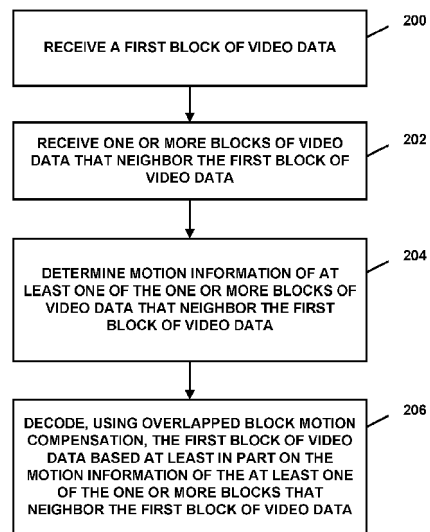 200
RECEIVE A FIRST BLOCK OF VIDEO DATA
202
RECEIVE ONE OR MORE BLOCKS OF VIDEO
DATA THAT NEIGHBOR THE FIRST BLOCK OF
VIDEO DATA
204
DETERMINE MOTION INFORMATION OF AT
LEAST ONE OF THE ONE OR MORE BLOCKS OF
VIDEO DATA THAT NEIGHBOR THE FIRST
BLOCK OF VIDEO DATA
206
DECODE, USING OVERLAPPED BLOCK MOTION
COMPENSATION, THE FIRST BLOCK OF VIDEO
DATA BASED AT LEAST IN PART ON THE
MOTION INFORMATION OF THE AT LEAST ONE
OF THE ONE OR MORE BLOCKS THAT
NEIGHBOR THE FIRST BLOCK OF VIDEO DATA